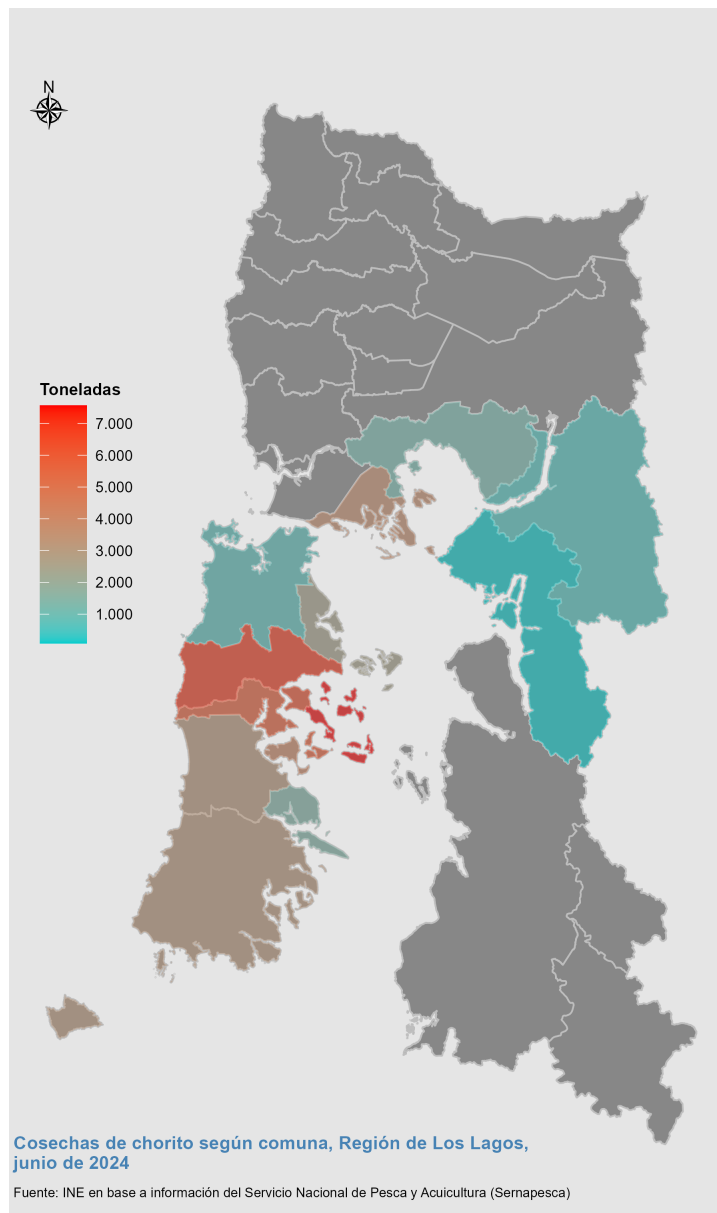 N
Toneladas
7.000
6.000
5.000
4.000
3.000
2.000
1.000
Cosechas de chorito según comuna, Región de Los Lagos,
junio de 2024
Fuente: INE en base a información del Servicio Nacional de Pesca y Acuicultura (Sernapesca)